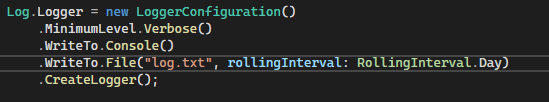 Log.Logger = new LoggerConfiguration()
.MinimumLevel.Verbose()
.WriteTo.Console()
.WriteTo.File("log.txt", rollingInterval: RollingInterval.Day)
.CreateLogger();